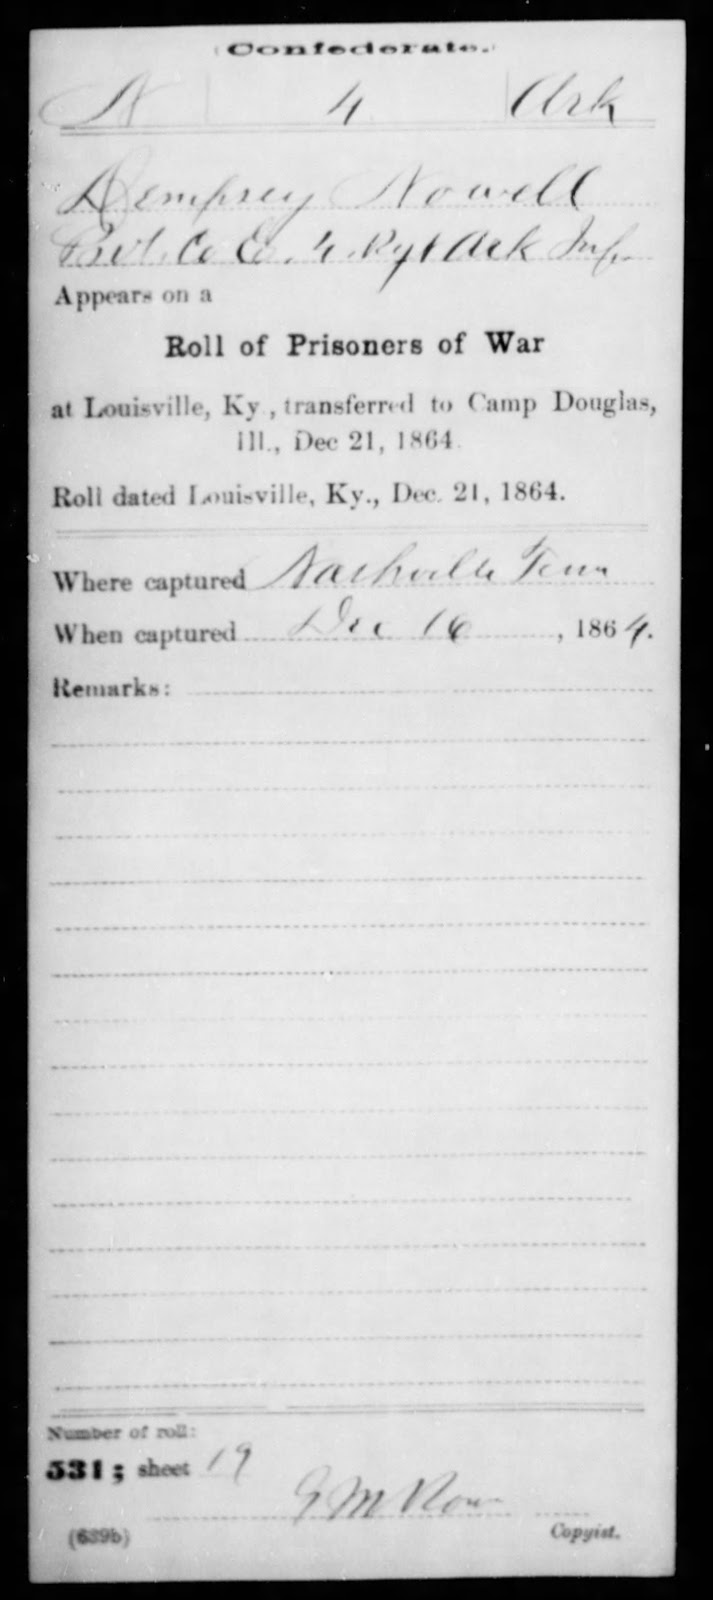 (Confederate.)
N 4 Ark
Dempsey Nowell
Pvt. Co E. 4 Rgt Ark Inf.
Appears on a
Roll of Prisoners of War
at Louisville, Ky., transferred to Camp Douglas,
Ill., Dec 21, 1864.
Roll dated Louisville, Ky., Dec. 21, 1864.
Where captured Nashville Tenn
When captured Dec 16, 1864.
Remarks:
Number of roll:
531; sheet 19
G M
(639b) Copyist.